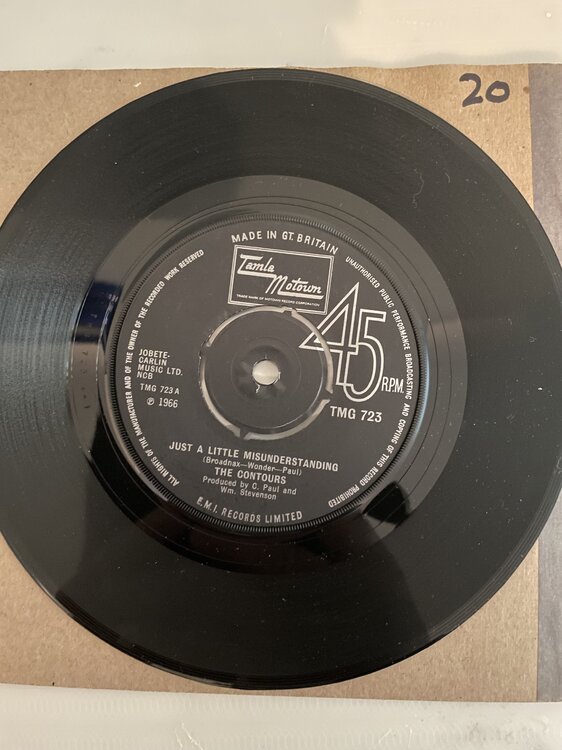 20
MADE IN GT. BRITAIN
UNAUTHORISED PUBLIC PERFORMANCE BROADCASTING AND COPYING OF THIS RECORD PROHIBITED
ALL RIGHTS OF THE MANUFACTURER AND OF THE OWNER OF THE RECORDED WORK RESERVED
Tamla
Motown
TRADE MARK OF MOTOWN RECORD CORPORATION
45
R.P.M.
JOBETE-
CARLIN
MUSIC LTD.
NCB
TMG 723 A
℗ 1966
TMG 723
JUST A LITTLE MISUNDERSTANDING
(Broadnax—Wonder—Paul)
THE CONTOURS
Produced by C. Paul and
Wm. Stevenson
E.M.I. RECORDS LIMITED